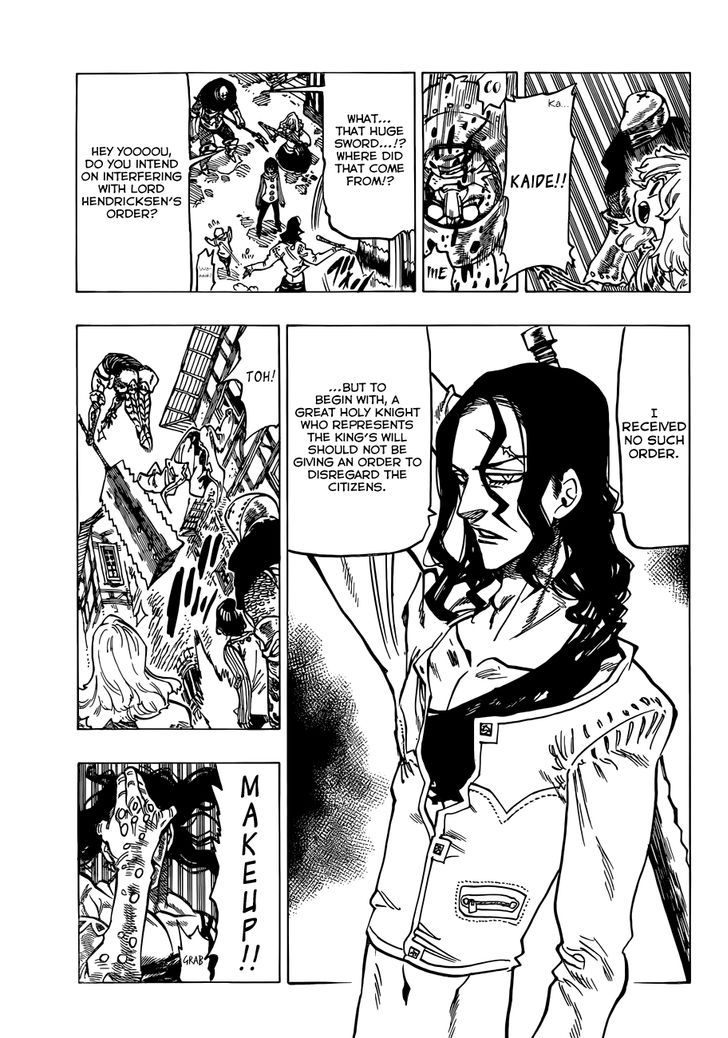 Ka...
KAIDE!!
CO
ME
WHAT...
THAT HUGE
SWORD...!?
WHERE DID
THAT COME
FROM!?
HEY YOOOOU,
DO YOU INTEND
ON INTERFERING
WITH LORD
HENDRICKSEN'S
ORDER?
I
RECEIVED
NO SUCH
ORDER.
...BUT TO
BEGIN WITH, A
GREAT HOLY KNIGHT
WHO REPRESENTS
THE KING'S WILL
SHOULD NOT BE
GIVING AN ORDER TO
DISREGARD THE
CITIZENS.
TOH!
MAKEUP!!
GRAB